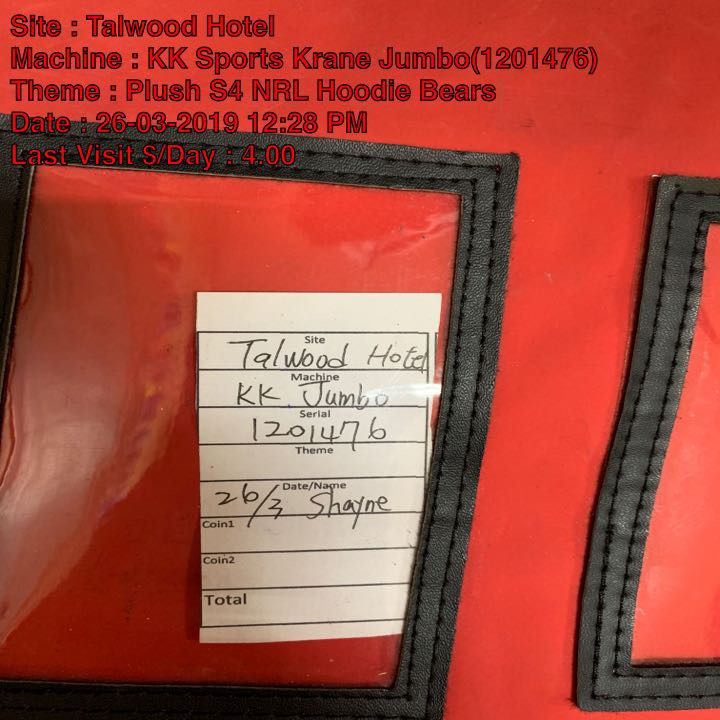 Site : Talwood Hotel
Machine : KK Sports Krane Jumbo(1201476)
Theme : Plush S4 NRL Hoodie Bears
Date : 26-03-2019 12:28 PM
Last Visit S/Day : 4.00
Site
Talwood Hotel
Machine
KK Jumbo
Serial
1201476
Theme
Date/Name
26/3 Shayne
Coin1
Coin2
Total